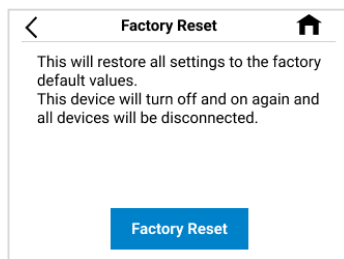 Factory Reset
This will restore all settings to the factory
default values.
This device will turn off and on again and
all devices will be disconnected.
Factory Reset